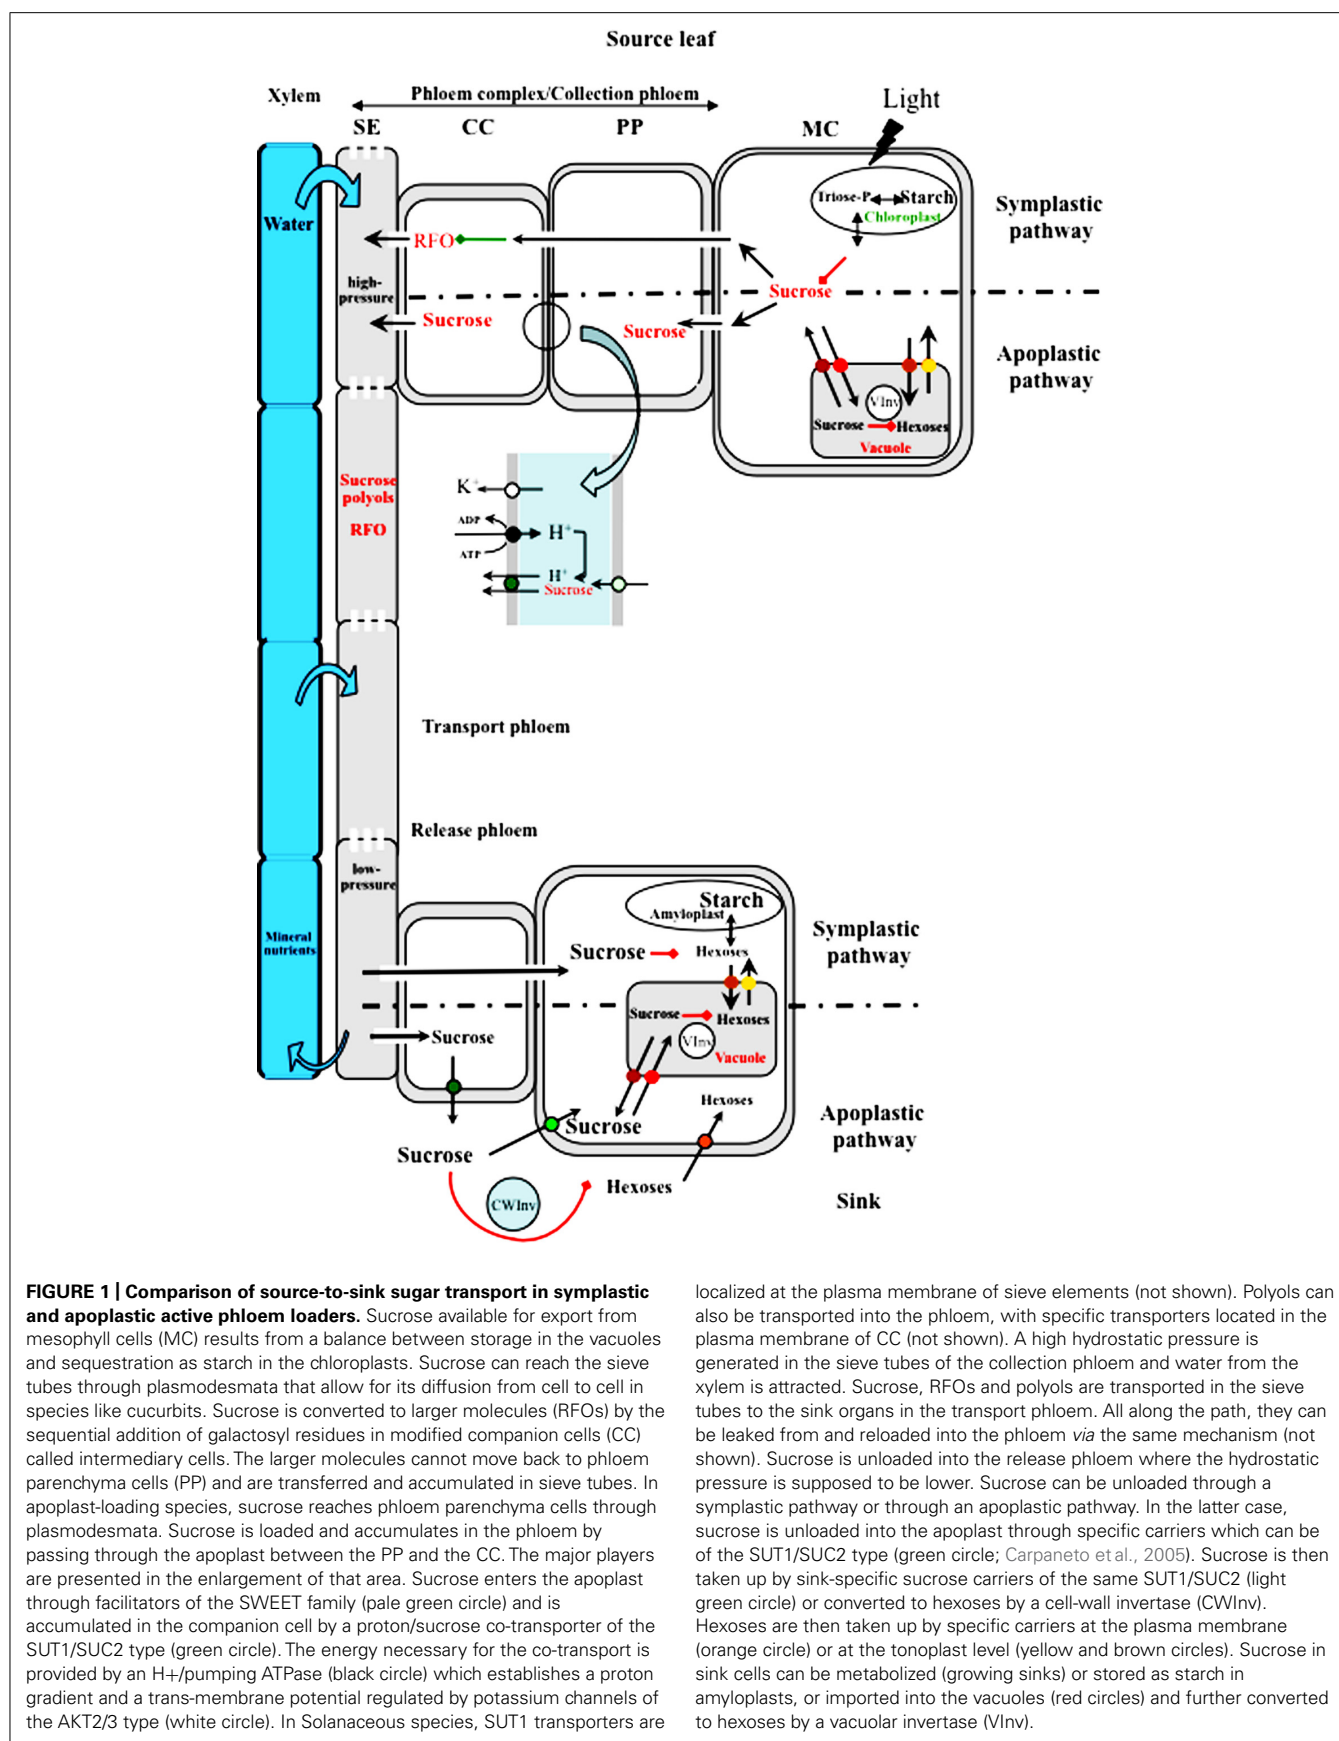 Source leaf
Xylem
Phloem complex/Collection phloem
Light
SE
CC
PP
MC
Triose-P
Starch
Chloroplast
Symplastic
pathway
Water
RFO
high-
pressure
Sucrose
Sucrose
Sucrose
Apoplastic
pathway
VInv
Sucrose
Hexoses
Vacuole
Sucrose
polyols
RFO
K+
ADP
H+
ATP
H+
Sucrose
Transport phloem
Release phloem
low-
pressure
Starch
Amyloplast
Mineral
nutrients
Sucrose
Hexoses
Symplastic
pathway
Sucrose
Hexoses
Sucrose
VInv
Vacuole
Hexoses
Sucrose
Apoplastic
pathway
Sucrose
CWInv
Hexoses
Sink
FIGURE 1 | Comparison of source-to-sink sugar transport in symplastic
and apoplastic active phloem loaders. Sucrose available for export from
mesophyll cells (MC) results from a balance between storage in the vacuoles
and sequestration as starch in the chloroplasts. Sucrose can reach the sieve
tubes through plasmodesmata that allow for its diffusion from cell to cell in
species like cucurbits. Sucrose is converted to larger molecules (RFOs) by the
sequential addition of galactosyl residues in modified companion cells (CC)
called intermediary cells. The larger molecules cannot move back to phloem
parenchyma cells (PP) and are transferred and accumulated in sieve tubes. In
apoplast-loading species, sucrose reaches phloem parenchyma cells through
plasmodesmata. Sucrose is loaded and accumulates in the phloem by
passing through the apoplast between the PP and the CC. The major players
are presented in the enlargement of that area. Sucrose enters the apoplast
through facilitators of the SWEET family (pale green circle) and is
accumulated in the companion cell by a proton/sucrose co-transporter of the
SUT1/SUC2 type (green circle). The energy necessary for the co-transport is
provided by an H+/pumping ATPase (black circle) which establishes a proton
gradient and a trans-membrane potential regulated by potassium channels of
the AKT2/3 type (white circle). In Solanaceous species, SUT1 transporters are
localized at the plasma membrane of sieve elements (not shown). Polyols can
also be transported into the phloem, with specific transporters located in the
plasma membrane of CC (not shown). A high hydrostatic pressure is
generated in the sieve tubes of the collection phloem and water from the
xylem is attracted. Sucrose, RFOs and polyols are transported in the sieve
tubes to the sink organs in the transport phloem. All along the path, they can
be leaked from and reloaded into the phloem via the same mechanism (not
shown). Sucrose is unloaded into the release phloem where the hydrostatic
pressure is supposed to be lower. Sucrose can be unloaded through a
symplastic pathway or through an apoplastic pathway. In the latter case,
sucrose is unloaded into the apoplast through specific carriers which can be
of the SUT1/SUC2 type (green circle; Carpaneto et al., 2005). Sucrose is then
taken up by sink-specific sucrose carriers of the same SUT1/SUC2 (light
green circle) or converted to hexoses by a cell-wall invertase (CWInv).
Hexoses are then taken up by specific carriers at the plasma membrane
(orange circle) or at the tonoplast level (yellow and brown circles). Sucrose in
sink cells can be metabolized (growing sinks) or stored as starch in
amyloplasts, or imported into the vacuoles (red circles) and further converted
to hexoses by a vacuolar invertase (VInv).